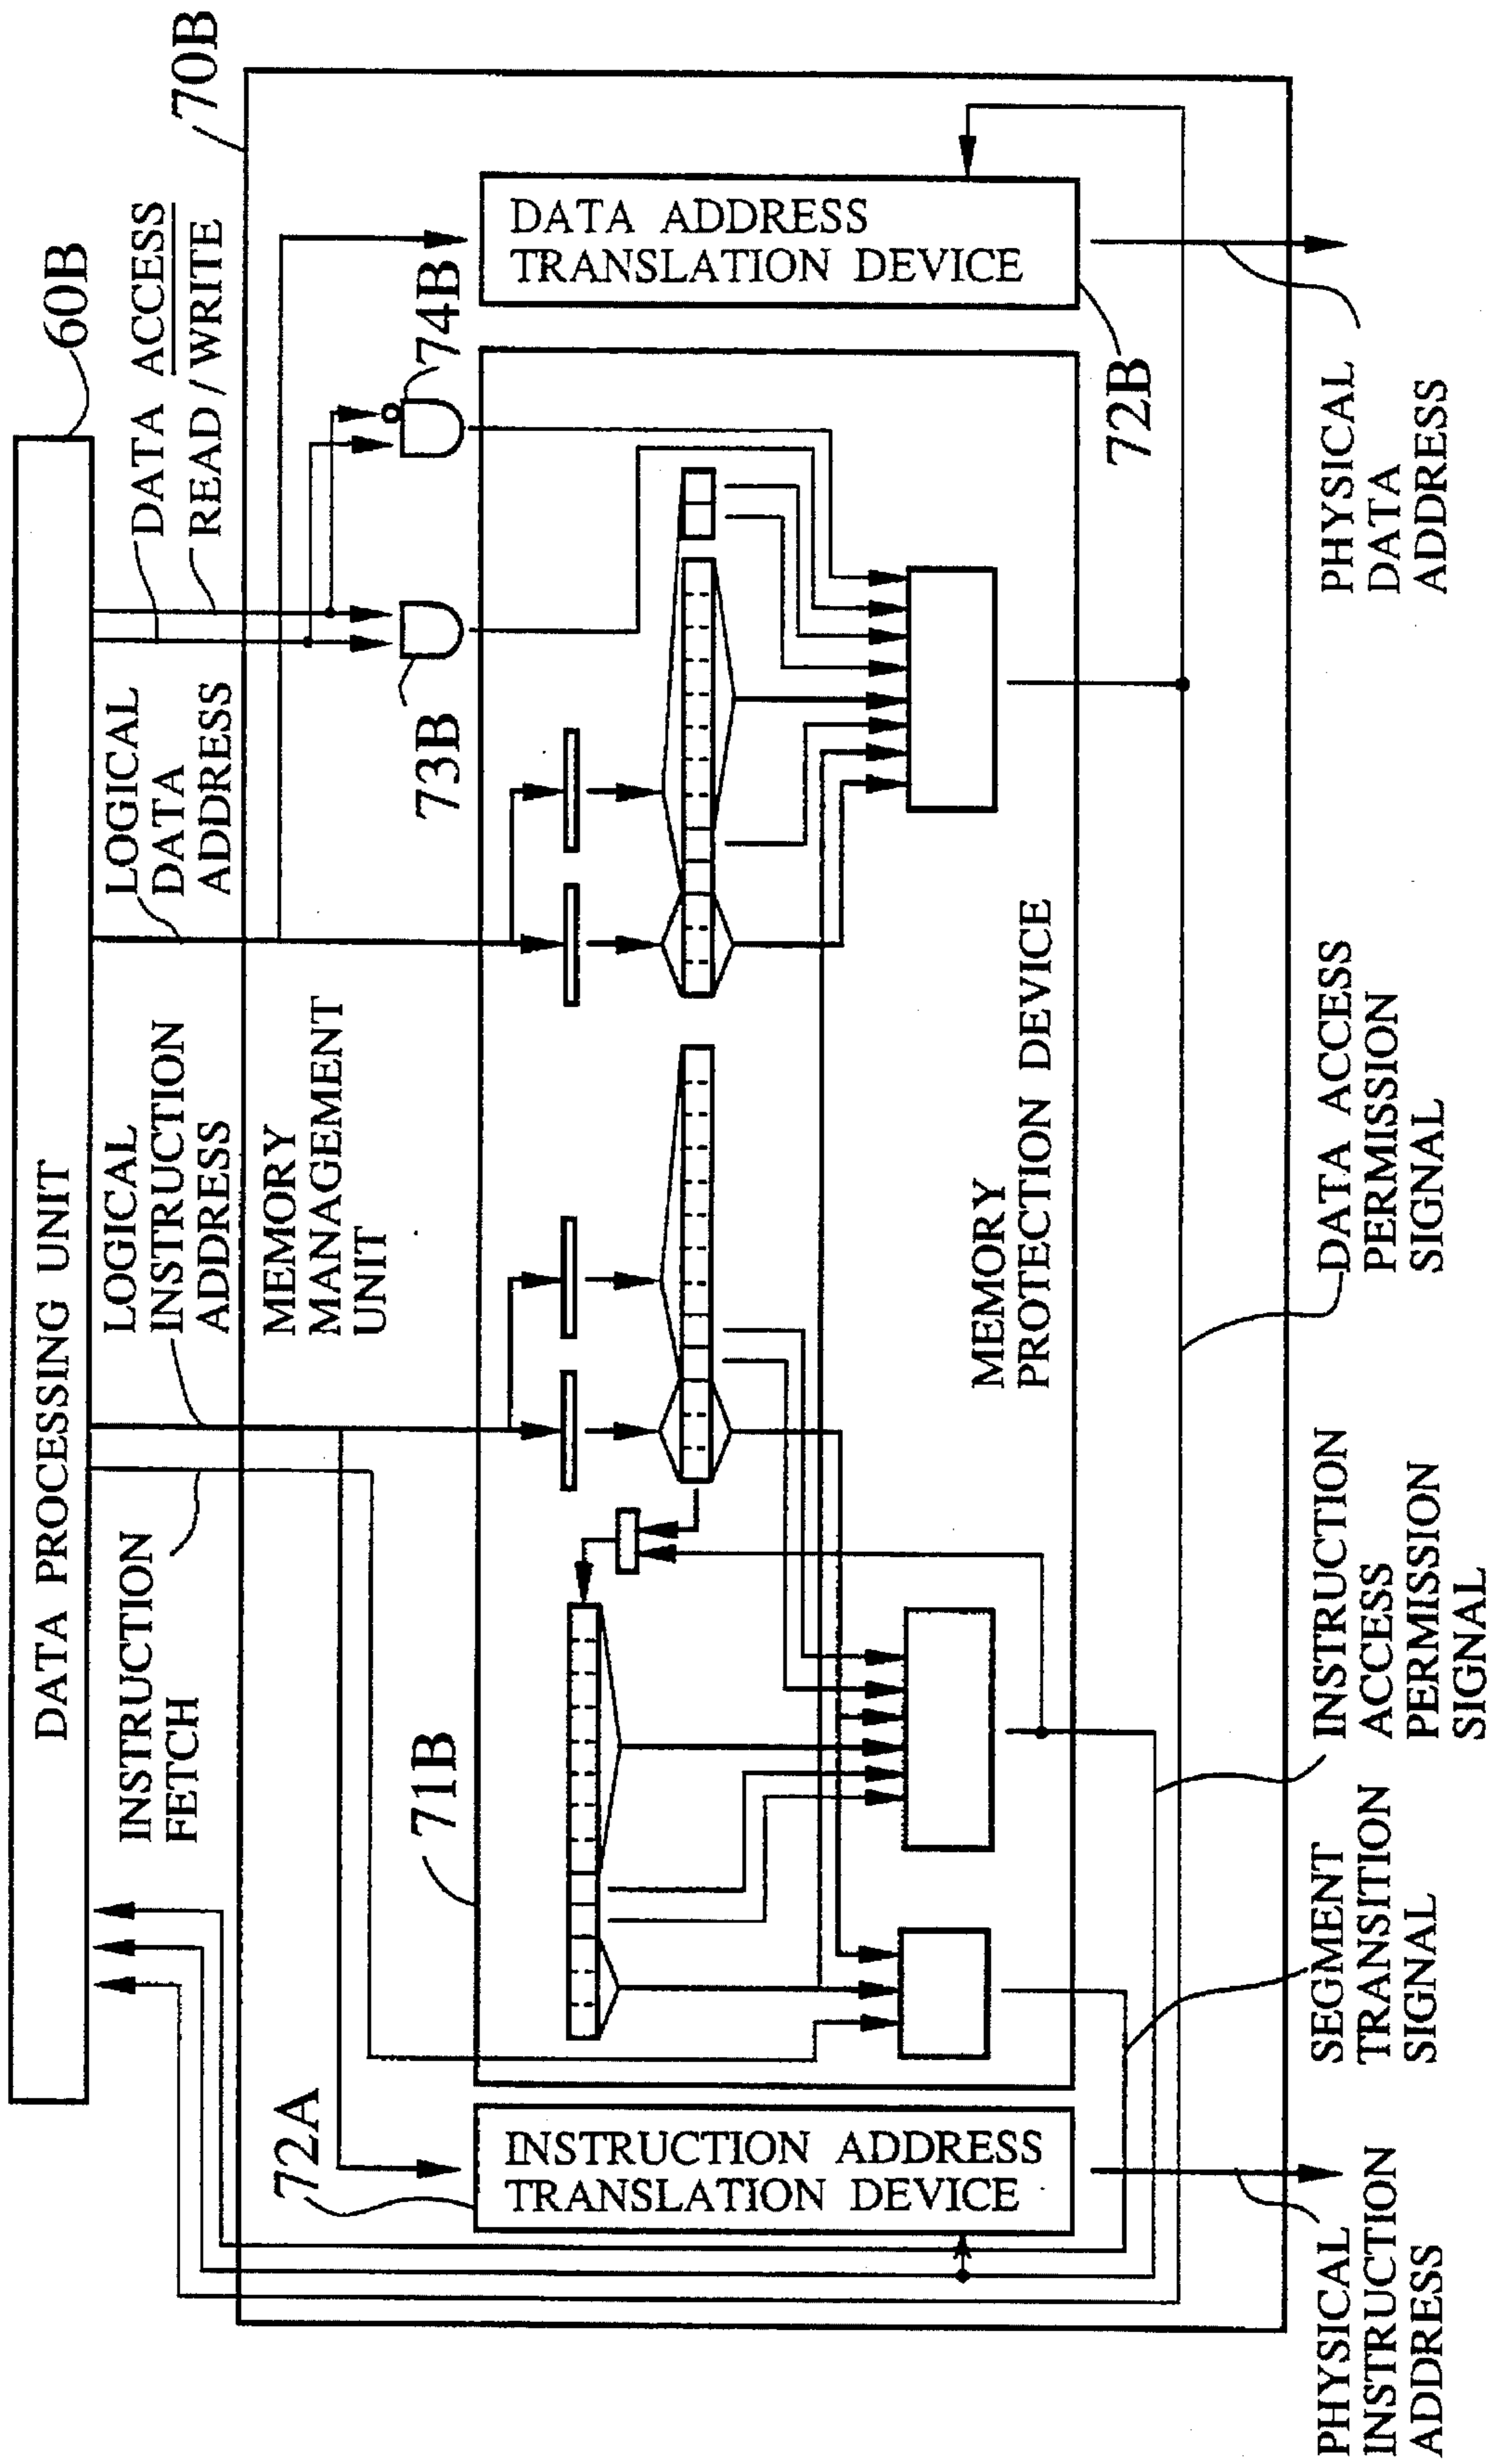 DATA PROCESSING UNIT
60B
INSTRUCTION
FETCH
LOGICAL
INSTRUCTION
ADDRESS
LOGICAL
DATA
ADDRESS
DATA ACCESS
READ / WRITE
70B
MEMORY
MANAGEMENT
UNIT
72A
71B
73B
74B
INSTRUCTION ADDRESS
TRANSLATION DEVICE
DATA ADDRESS
TRANSLATION DEVICE
72B
MEMORY
PROTECTION DEVICE
PHYSICAL
INSTRUCTION
ADDRESS
SEGMENT
TRANSITION
SIGNAL
INSTRUCTION
ACCESS
PERMISSION
SIGNAL
DATA ACCESS
PERMISSION
SIGNAL
PHYSICAL
DATA
ADDRESS